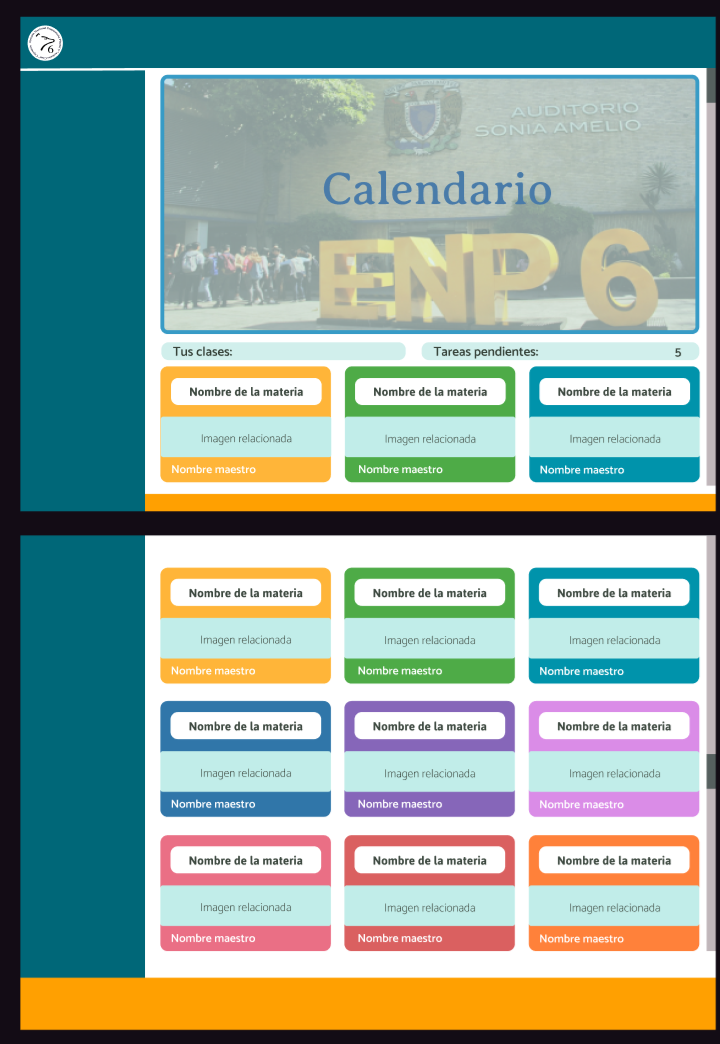 6
AUDITORIO
SONIA AMELIO
Calendario
ENP 6
Tus clases:
Tareas pendientes: 5
Nombre de la materia Nombre de la materia Nombre de la materia
Imagen relacionada Imagen relacionada Imagen relacionada
Nombre maestro Nombre maestro Nombre maestro
Nombre de la materia Nombre de la materia Nombre de la materia
Imagen relacionada Imagen relacionada Imagen relacionada
Nombre maestro Nombre maestro Nombre maestro
Nombre de la materia Nombre de la materia Nombre de la materia
Imagen relacionada Imagen relacionada Imagen relacionada
Nombre maestro Nombre maestro Nombre maestro
Nombre de la materia Nombre de la materia Nombre de la materia
Imagen relacionada Imagen relacionada Imagen relacionada
Nombre maestro Nombre maestro Nombre maestro